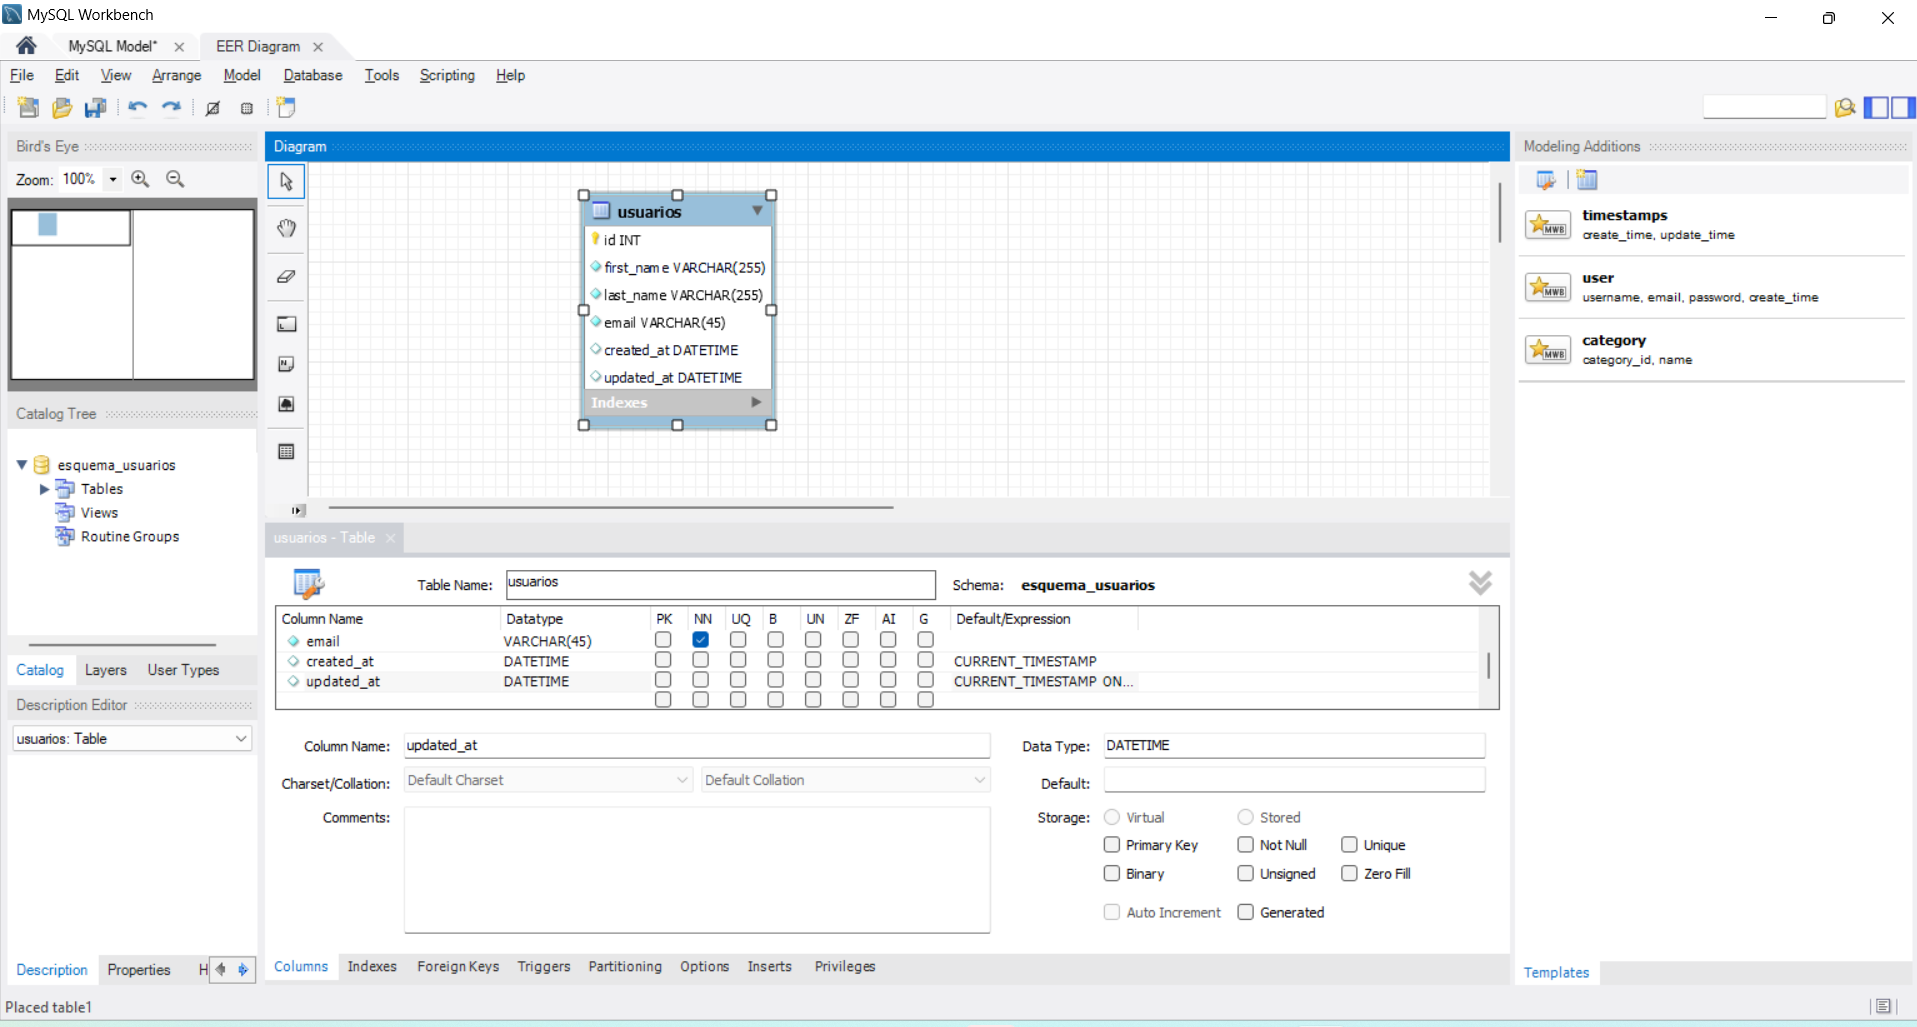 MySQL Workbench
MySQL Model*
EER Diagram
File Edit View Arrange Model Database Tools Scripting Help
Bird's Eye
Zoom: 100%
Catalog Tree
esquema_usuarios
Tables
Views
Routine Groups
Catalog Layers User Types
Description Editor
usuarios: Table
Description Properties H
Diagram
usuarios
id INT
first_name VARCHAR(255)
last_name VARCHAR(255)
email VARCHAR(45)
created_at DATETIME
updated_at DATETIME
Indexes
usuarios - Table
Table Name: usuarios Schema: esquema_usuarios
Column Name Datatype PK NN UQ B UN ZF AI G Default/Expression
email VARCHAR(45)
created_at DATETIME CURRENT_TIMESTAMP
updated_at DATETIME CURRENT_TIMESTAMP ON...
Column Name: updated_at Data Type: DATETIME
Charset/Collation: Default Charset Default Collation Default:
Comments: Storage: Virtual Stored
Primary Key Not Null Unique
Binary Unsigned Zero Fill
Auto Increment Generated
Columns Indexes Foreign Keys Triggers Partitioning Options Inserts Privileges
Modeling Additions
MWB
timestamps
create_time, update_time
MWB
user
username, email, password, create_time
MWB
category
category_id, name
Templates
Placed table1